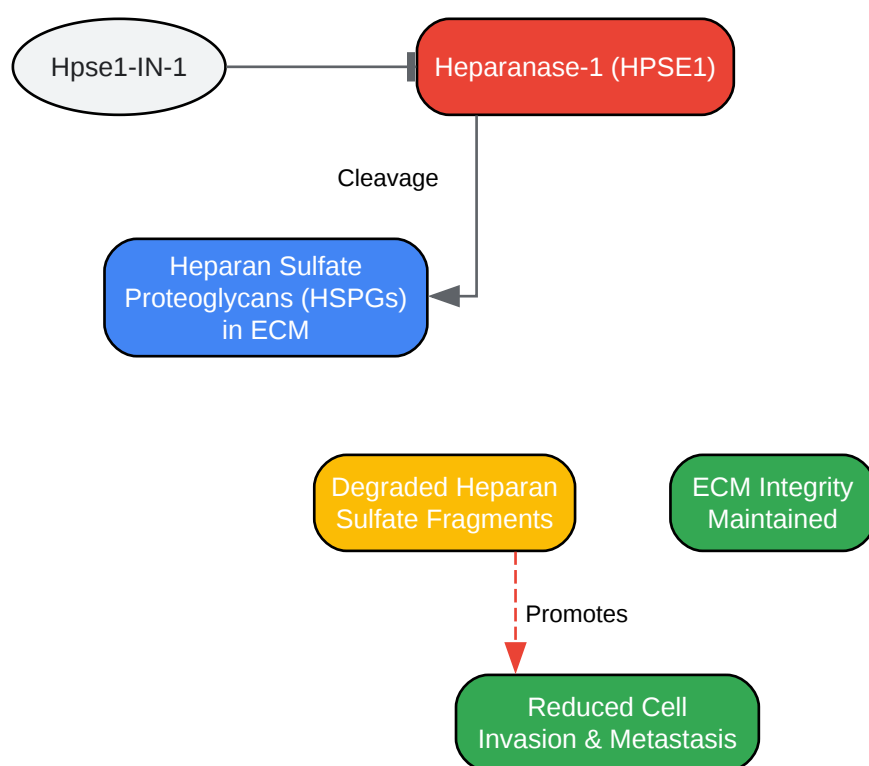 Hpse1-IN-1
Heparanase-1 (HPSE1)
Cleavage
Heparan Sulfate
Proteoglycans (HSPGs)
in ECM
Degraded Heparan
Sulfate Fragments
ECM Integrity
Maintained
Promotes
Reduced Cell
Invasion & Metastasis